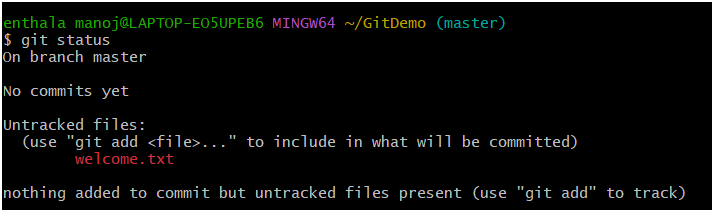 enthala manoj@LAPTOP-EO5UPEB6 MINGW64 ~/GitDemo (master)
$ git status
On branch master
No commits yet
Untracked files:
(use "git add <file>..." to include in what will be committed)
welcome.txt
nothing added to commit but untracked files present (use "git add" to track)